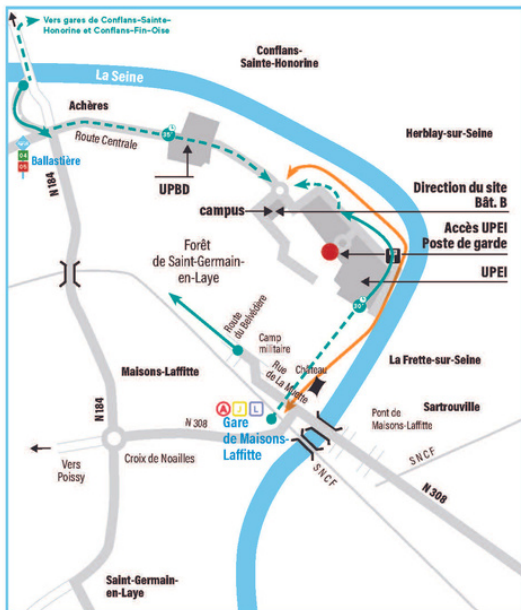 Vers gares de Conflans-Sainte-
Honorine et Conflans-Fin-Oise
Conflans-
Sainte-Honorine
La Seine
Achères
Route Centrale
Herblay-sur-Seine
Ballastière
N 184
UPBD
Direction du site
Bât. B
campus
Accès UPEI
Poste de garde
UPEI
Forêt
de Saint-Germain-
en-Laye
Route
du Belvédère
Camp
militaire
Rue
de La Muette
Château
La Frette-sur-Seine
Maisons-Laffitte
Sartrouville
N 184
A J L
Gare
de Maisons-
Laffitte
Pont de
Maisons-Laffitte
N 308
Vers
Poissy
Croix de Noailles
SNCF
SNCF
N 308
Saint-Germain-
en-Laye